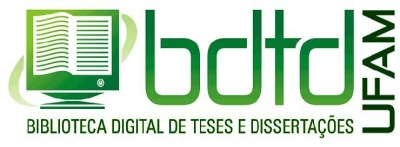 bdtd
UFAM
BIBLIOTECA DIGITAL DE TESES E DISSERTAÇÕES